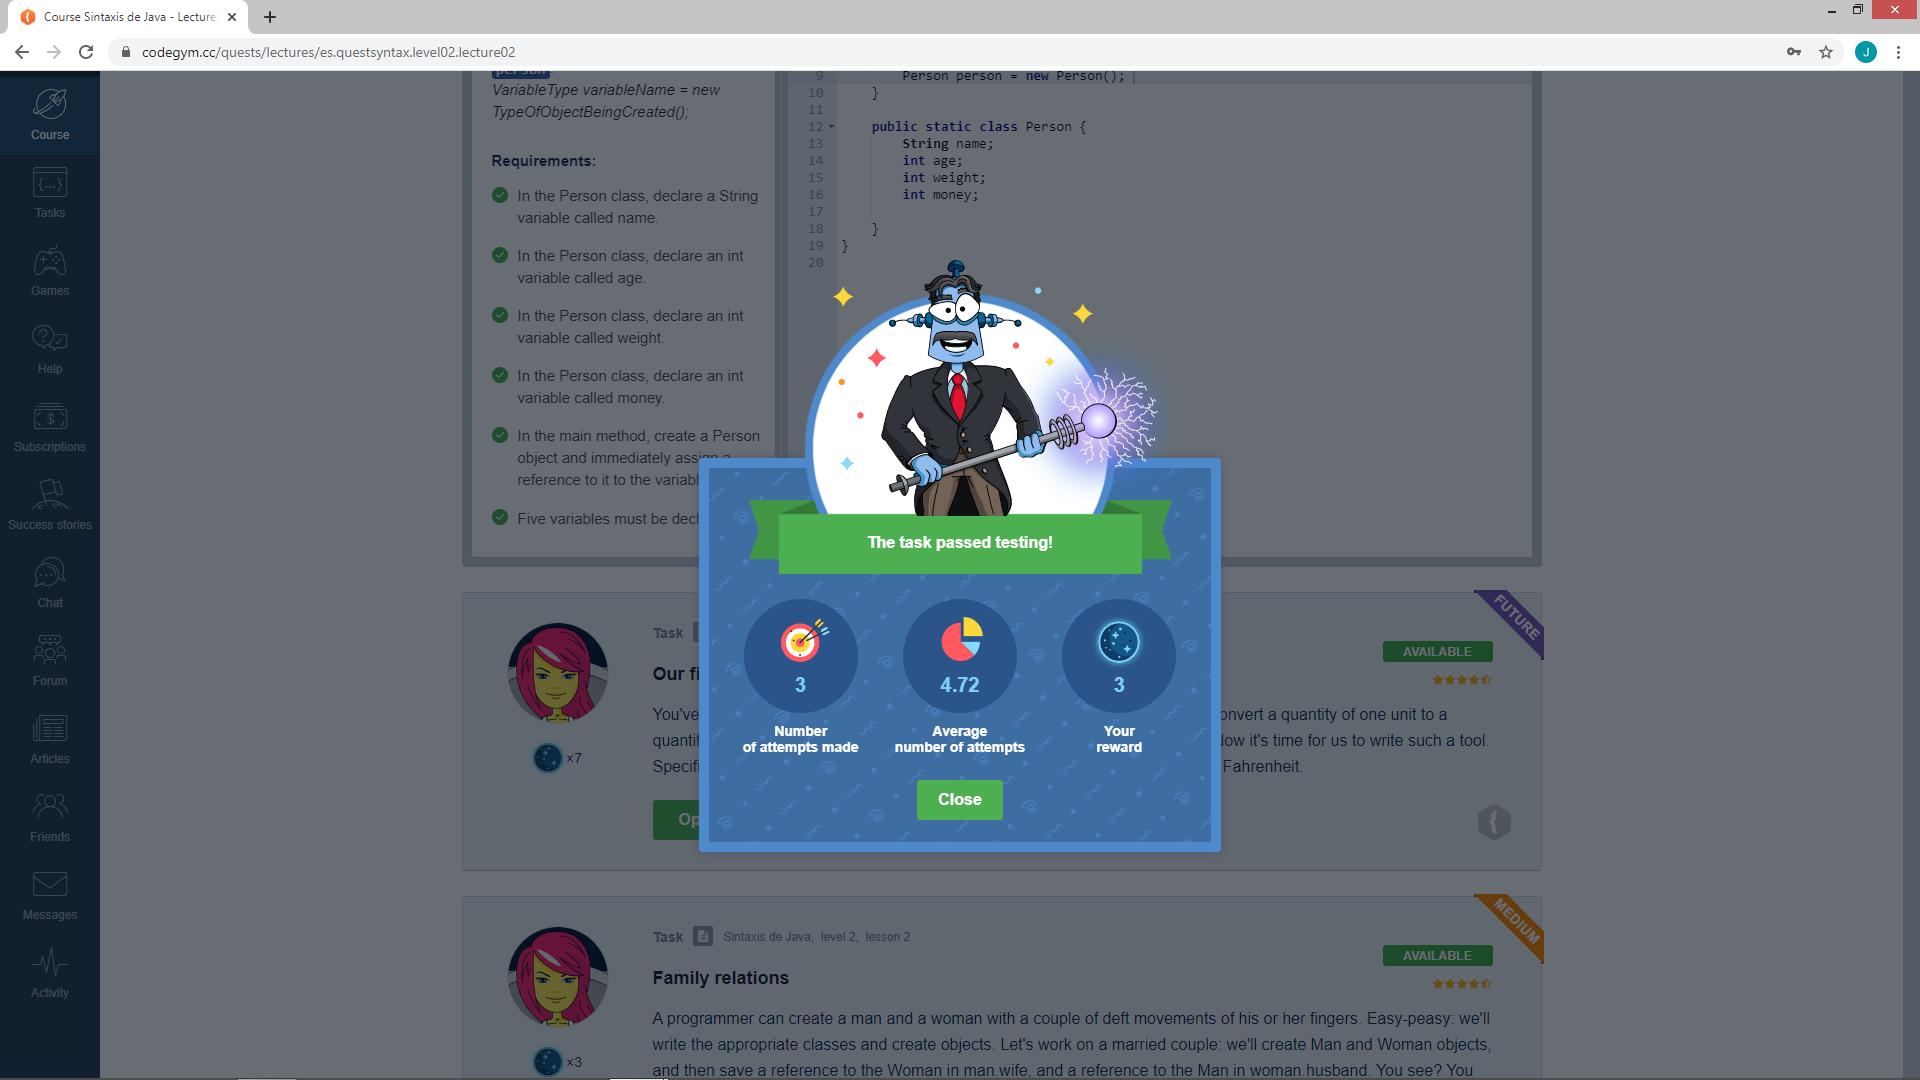 Course Sintaxis de Java - Lecture
codegym.cc/quests/lectures/es.questsyntax.level02.lecture02
J
Course
Tasks
Games
Help
Subscriptions
Success stories
Chat
Forum
Articles
Friends
Messages
Activity
person.
VariableType variableName = new
TypeOfObjectBeingCreated();
Requirements:
In the Person class, declare a String
variable called name.
In the Person class, declare an int
variable called age.
In the Person class, declare an int
variable called weight.
In the Person class, declare an int
variable called money.
In the main method, create a Person
object and immediately assign a
reference to it to the variabl
Five variables must be decl
9 Person person = new Person();
10 }
11
12 public static class Person {
13 String name;
14 int age;
15 int weight;
16 int money;
17
18 }
19 }
20
The task passed testing!
3
Number
of attempts made
4.72
Average
number of attempts
3
Your
reward
Close
Task
FUTURE
AVAILABLE
Our fi
You've onvert a quantity of one unit to a
quantit ow it's time for us to write such a tool.
Specifi Fahrenheit.
×7
Op
Task Sintaxis de Java, level 2, lesson 2
MEDIUM
AVAILABLE
Family relations
A programmer can create a man and a woman with a couple of deft movements of his or her fingers. Easy-peasy: we'll
write the appropriate classes and create objects. Let's work on a married couple: we'll create Man and Woman objects,
and then save a reference to the Woman in man.wife, and a reference to the Man in woman.husband. You see? You
×3